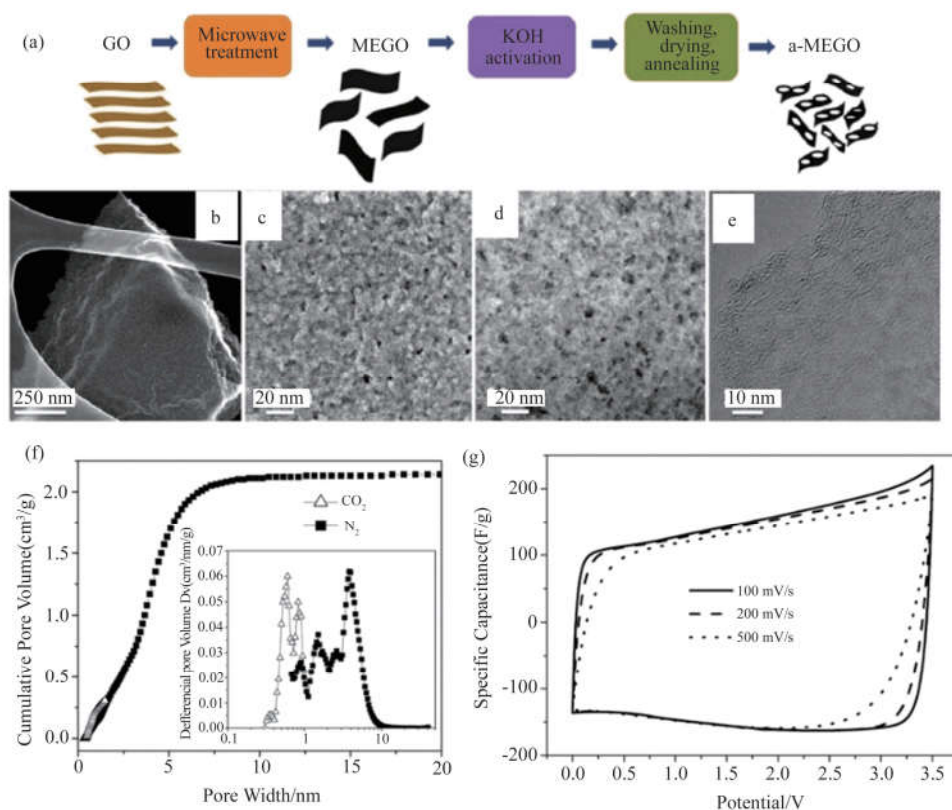 (a)
GO
Microwave
treatment
MEGO
KOH
activation
Washing,
drying,
annealing
a-MEGO
b
250 nm
c
20 nm
d
20 nm
e
10 nm
(f)
Cumulative Pore Volume(cm³/g)
2.0
1.5
1.0
0.5
0.0
0
2.5
5
10
15
20
Pore Width/nm
CO₂
N₂
Defferencial pore Volume Dv(cm³/nm/g)
0.07
0.06
0.05
0.04
0.03
0.02
0.01
0.00
0.1
1
10
(g)
Specific Capacitance(F/g)
200
100
0
-100
-200
100 mV/s
200 mV/s
500 mV/s
0.0
0.5
1.0
1.5
2.0
2.5
3.0
3.5
Potential/V